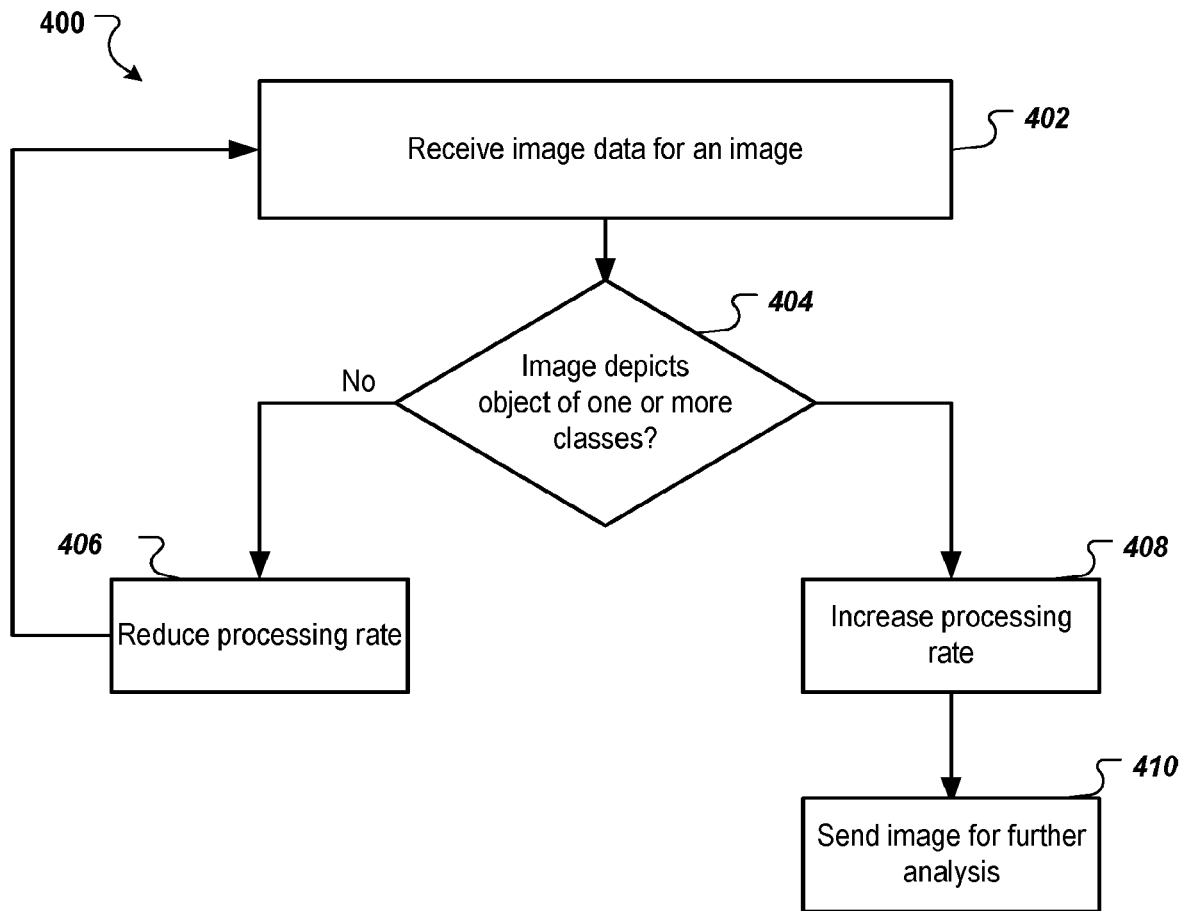 400
Receive image data for an image
402
404
Image depicts
object of one or more
classes?
No
406
Reduce processing rate
408
Increase processing
rate
410
Send image for further
analysis